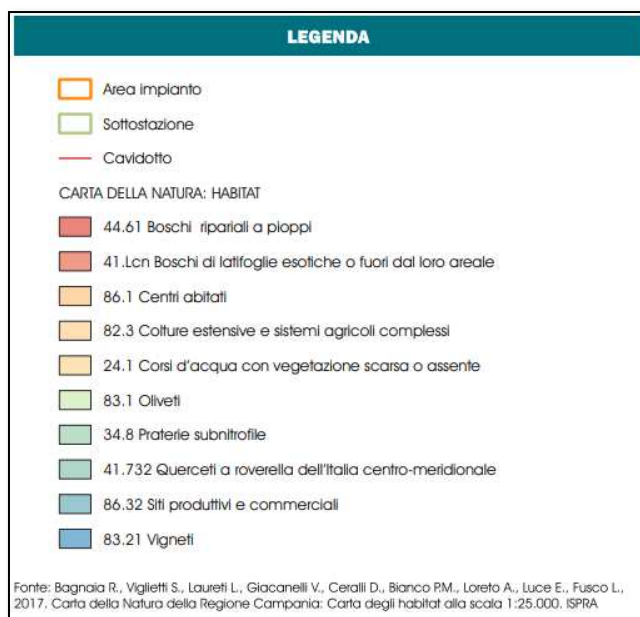 LEGENDA
Area impianto
Sottostazione
Cavidotto
CARTA DELLA NATURA: HABITAT
44.61 Boschi ripariali a pioppi
41.Lcn Boschi di latifoglie esotiche o fuori dal loro areale
86.1 Centri abitati
82.3 Colture estensive e sistemi agricoli complessi
24.1 Corsi d'acqua con vegetazione scarsa o assente
83.1 Oliveti
34.8 Praterie subnitrofile
41.732 Querceti a roverella dell'Italia centro-meridionale
86.32 Siti produttivi e commerciali
83.21 Vigneti
Fonte: Bagnaia R., Viglietti S., Laureti L., Giacanelli V., Ceralli D., Bianco P.M., Loreto A., Luce E., Fusco L.,
2017. Carta della Natura della Regione Campania: Carta degli habitat alla scala 1:25.000. ISPRA